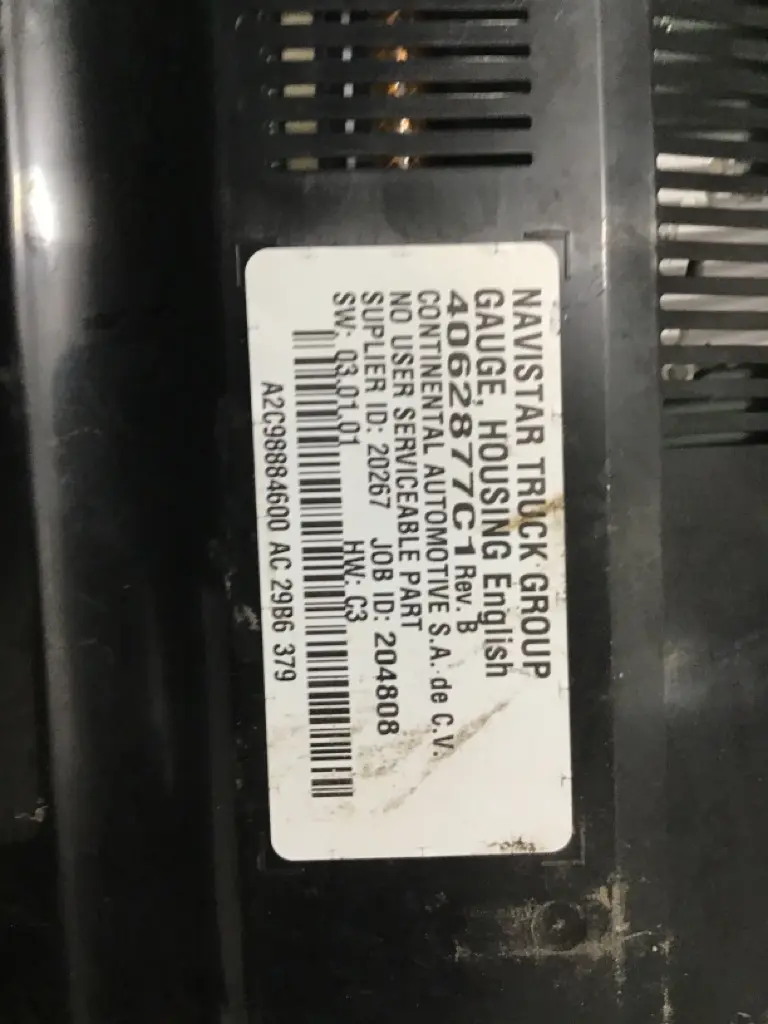 NAVISTAR TRUCK GROUP
GAUGE, HOUSING English
4062877C1 Rev. B
CONTINENTAL AUTOMOTIVE S.A. de C.V.
NO USER SERVICEABLE PART
SUPLIER ID: 20267 JOB ID: 204808
SW: 03.01.01 HW: C3
A2C98884600 AC 29B6 379